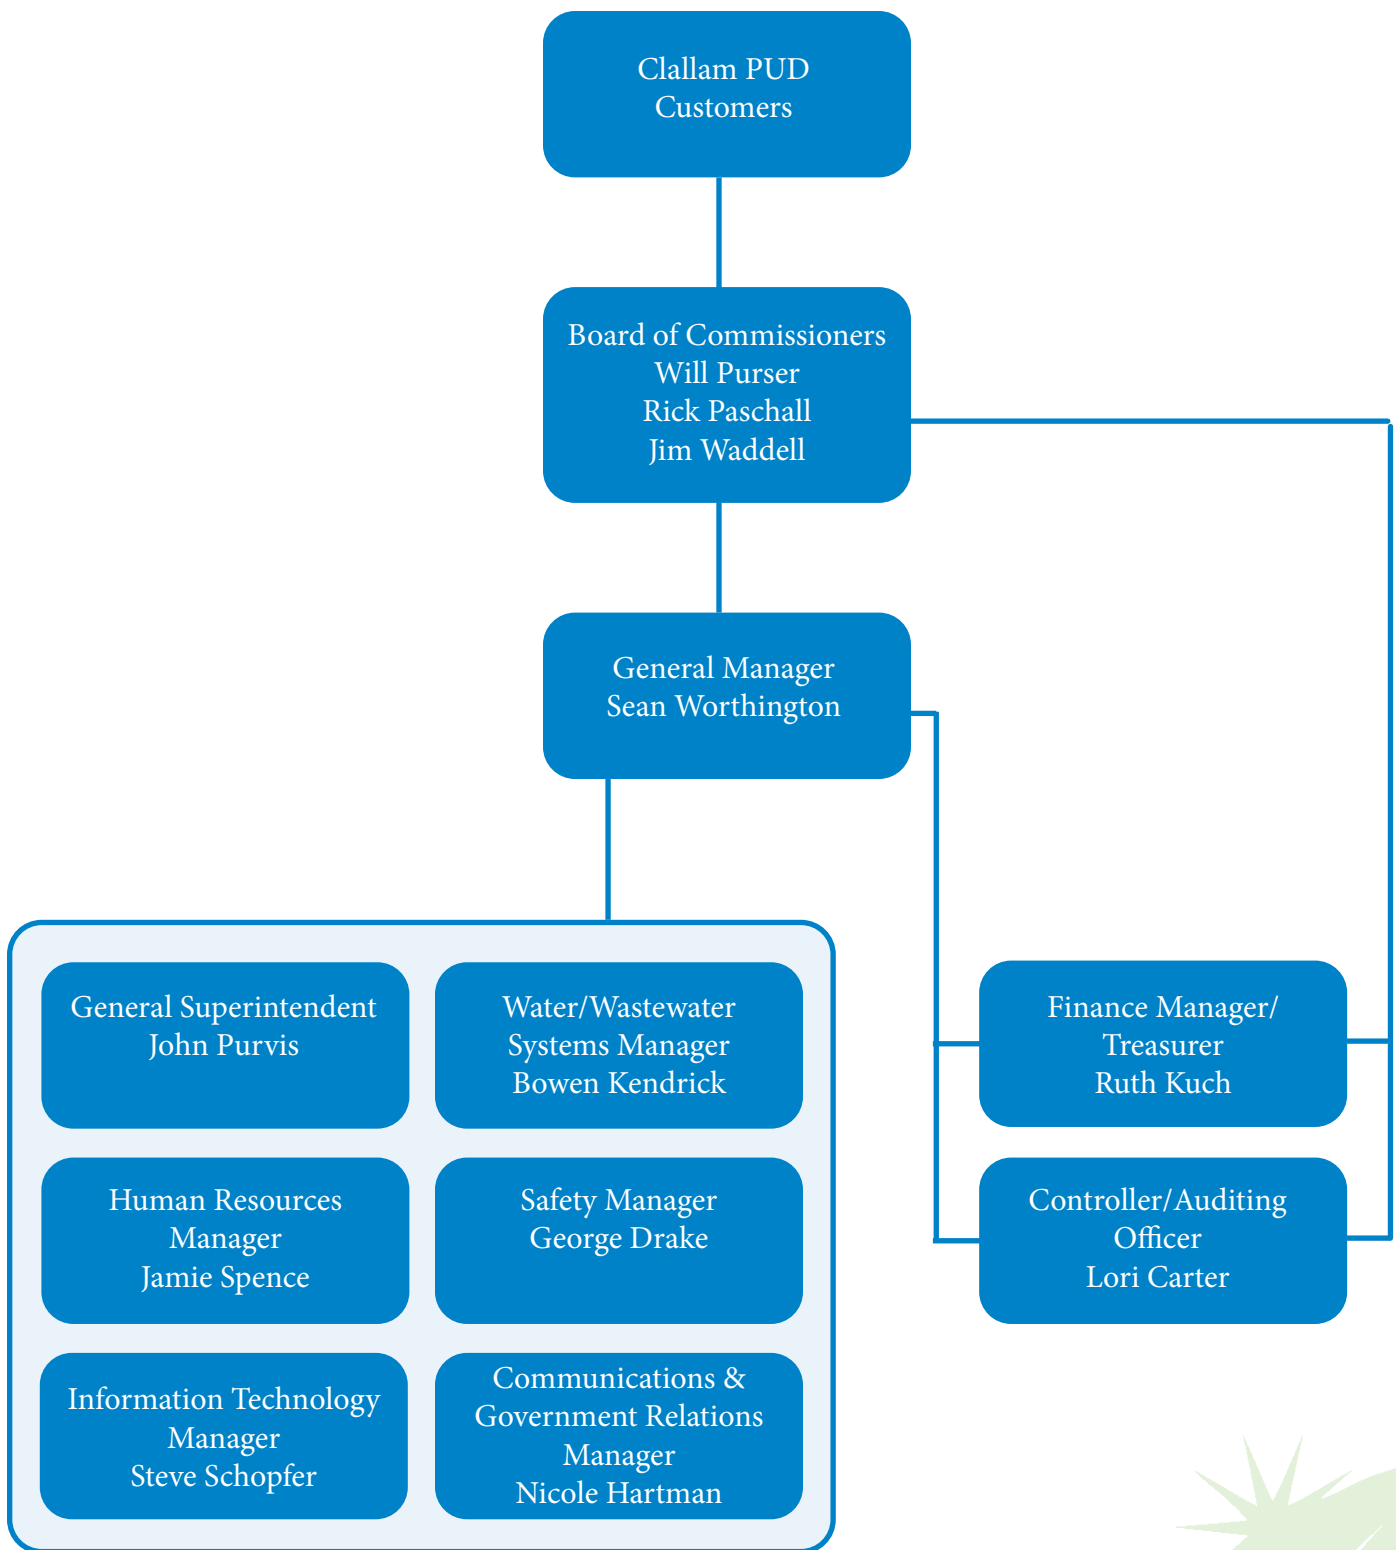 Clallam PUD
Customers
Board of Commissioners
Will Purser
Rick Paschall
Jim Waddell
General Manager
Sean Worthington
General Superintendent
John Purvis
Water/Wastewater
Systems Manager
Bowen Kendrick
Finance Manager/
Treasurer
Ruth Kuch
Human Resources
Manager
Jamie Spence
Safety Manager
George Drake
Controller/Auditing
Officer
Lori Carter
Information Technology
Manager
Steve Schopfer
Communications &
Government Relations
Manager
Nicole Hartman